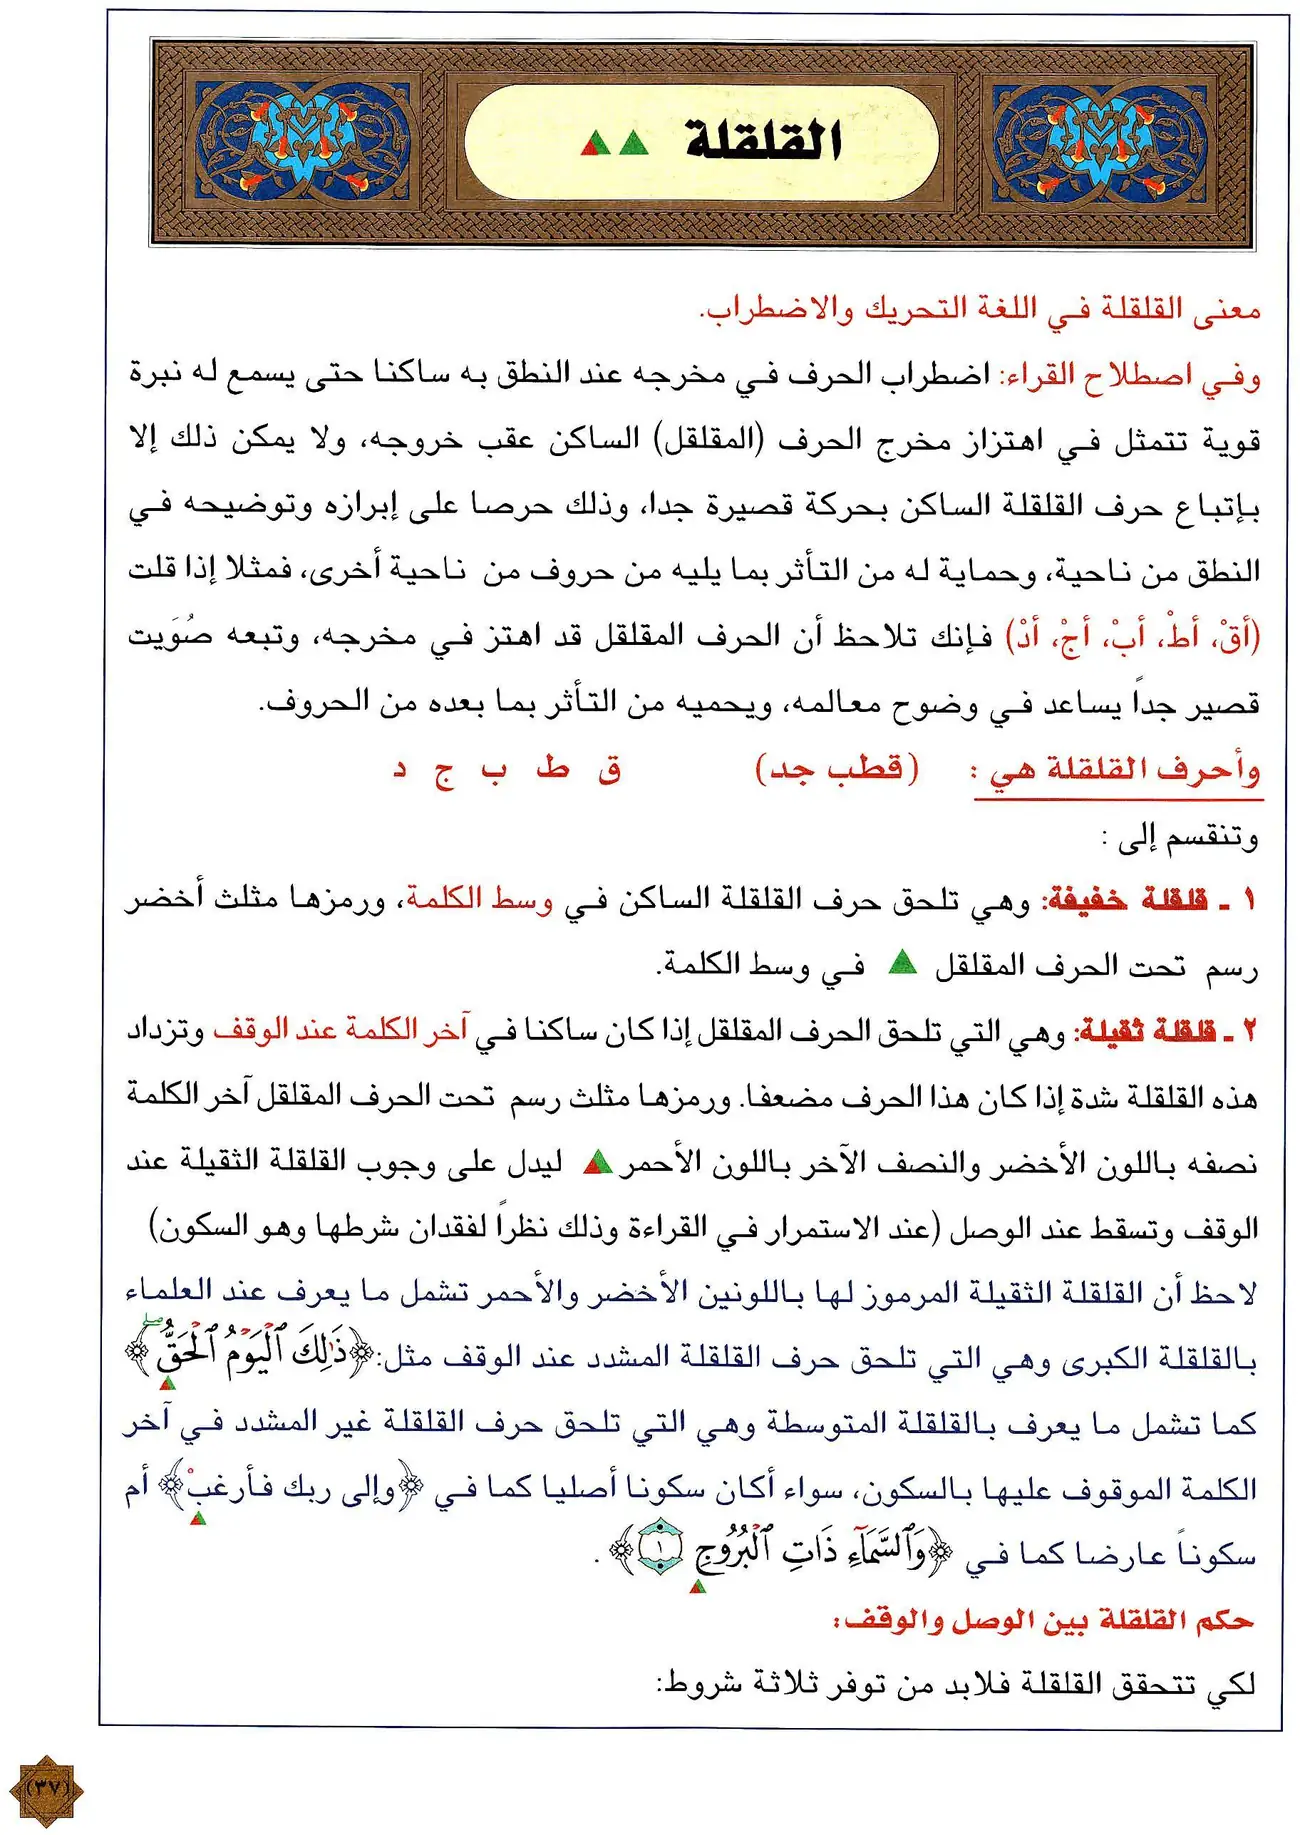 القلقلة
معنى القلقلة في اللغة التحريك والاضطراب.
وفي اصطلاح القراء: اضطراب الحرف في مخرجه عند النطق به ساكنا حتى يسمع له نبرة
قوية تتمثل في اهتزاز مخرج الحرف (المقلقل) الساكن عقب خروجه، ولا يمكن ذلك إلا
بإتباع حرف القلقلة الساكن بحركة قصيرة جدا، وذلك حرصا على إبرازه وتوضيحه في
النطق من ناحية، وحماية له من التأثر بما يليه من حروف من ناحية أخرى، فمثلا إذا قلت
(أقْ، أطْ، أبْ، أجْ، أدْ) فإنك تلاحظ أن الحرف المقلقل قد اهتز في مخرجه، وتبعه صُوَيت
قصير جداً يساعد في وضوح معالمه، ويحميه من التأثر بما بعده من الحروف.
وأحرف القلقلة هي : (قطب جد) ق ط ب ج د
وتنقسم إلى :
١ ـ قلقلة خفيفة: وهي تلحق حرف القلقلة الساكن في وسط الكلمة، ورمزها مثلث أخضر
رسم تحت الحرف المقلقل في وسط الكلمة.
٢ ـ قلقلة ثقيلة: وهي التي تلحق الحرف المقلقل إذا كان ساكنا في آخر الكلمة عند الوقف وتزداد
هذه القلقلة شدة إذا كان هذا الحرف مضعفا. ورمزها مثلث رسم تحت الحرف المقلقل آخر الكلمة
نصفه باللون الأخضر والنصف الآخر باللون الأحمر ليدل على وجوب القلقلة الثقيلة عند
الوقف وتسقط عند الوصل (عند الاستمرار في القراءة وذلك نظراً لفقدان شرطها وهو السكون)
لاحظ أن القلقلة الثقيلة المرموز لها باللونين الأخضر والأحمر تشمل ما يعرف عند العلماء
بالقلقلة الكبرى وهي التي تلحق حرف القلقلة المشدد عند الوقف مثل: ﴿ذَٰلِكَ ٱلْيَوْمُ ٱلْحَقُّ ۖ﴾
كما تشمل ما يعرف بالقلقلة المتوسطة وهي التي تلحق حرف القلقلة غير المشدد في آخر
الكلمة الموقوف عليها بالسكون، سواء أكان سكونا أصليا كما في ﴿وإلى ربك فأرغبْ﴾ أم
سكوناً عارضا كما في ﴿وَٱلسَّمَآءِ ذَاتِ ٱلْبُرُوجِ ١﴾ .
حكم القلقلة بين الوصل والوقف:
لكي تتحقق القلقلة فلابد من توفر ثلاثة شروط:
(٣٧)